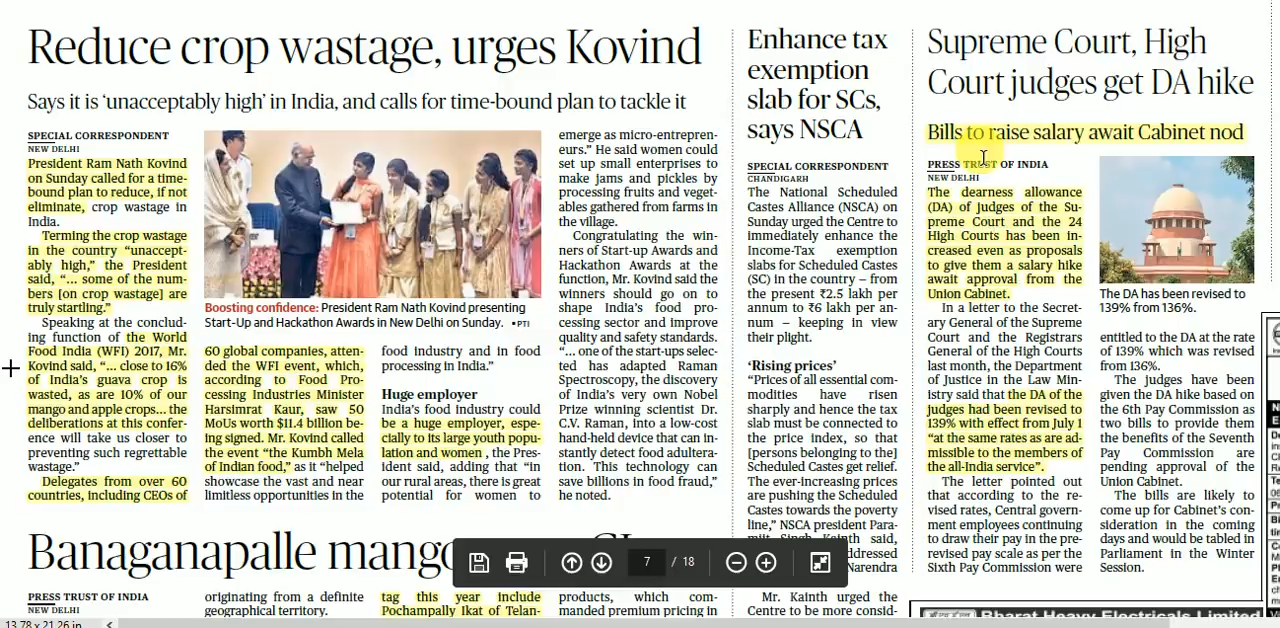 Reduce crop wastage, urges Kovind
Says it is ‘unacceptably high’ in India, and calls for time-bound plan to tackle it
SPECIAL CORRESPONDENT
NEW DELHI
President Ram Nath Kovind
on Sunday called for a time-
bound plan to reduce, if not
eliminate, crop wastage in
India.
Terming the crop wastage
in the country “unaccept-
ably high,” the President
said, “... some of the num-
bers [on crop wastage] are
truly startling.”
Speaking at the conclud-
ing function of the World
Food India (WFI) 2017, Mr.
Kovind said, “... close to 16%
of India’s guava crop is
wasted, as are 10% of our
mango and apple crops... the
deliberations at this confer-
ence will take us closer to
preventing such regrettable
wastage.”
Delegates from over 60
countries, including CEOs of
Boosting confidence: President Ram Nath Kovind presenting
Start-Up and Hackathon Awards in New Delhi on Sunday. •PTI
60 global companies, atten-
ded the WFI event, which,
according to Food Pro-
cessing Industries Minister
Harsimrat Kaur, saw 50
MoUs worth $11.4 billion be-
ing signed. Mr. Kovind called
the event “the Kumbh Mela
of Indian food,” as it “helped
showcase the vast and near
limitless opportunities in the
food industry and in food
processing in India.”
Huge employer
India’s food industry could
be a huge employer, espe-
cially to its large youth popu-
lation and women , the Pres-
ident said, adding that “in
our rural areas, there is great
potential for women to
emerge as micro-entrepren-
eurs.” He said women could
set up small enterprises to
make jams and pickles by
processing fruits and veget-
ables gathered from farms in
the village.
Congratulating the win-
ners of Start-up Awards and
Hackathon Awards at the
function, Mr. Kovind said the
winners should go on to
shape India’s food pro-
cessing sector and improve
quality and safety standards.
“... one of the start-ups selec-
ted has adapted Raman
Spectroscopy, the discovery
of India’s very own Nobel
Prize winning scientist Dr.
C.V. Raman, into a low-cost
hand-held device that can in-
stantly detect food adultera-
tion. This technology can
save billions in food fraud,”
he noted.
Enhance tax
exemption
slab for SCs,
says NSCA
SPECIAL CORRESPONDENT
CHANDIGARH
The National Scheduled
Castes Alliance (NSCA) on
Sunday urged the Centre to
immediately enhance the
Income-Tax exemption
slabs for Scheduled Castes
(SC) in the country – from
the present ₹2.5 lakh per
annum to ₹6 lakh per an-
num – keeping in view
their plight.
‘Rising prices’
“Prices of all essential com-
modities have risen
sharply and hence the tax
slab must be connected to
the price index, so that
[persons belonging to the]
Scheduled Castes get relief.
The ever-increasing prices
are pushing the Scheduled
Castes towards the poverty
line,” NSCA president Para-
said,
ddressed
Narendra
Mr. Kainth urged the
Centre to be more consid-
Supreme Court, High
Court judges get DA hike
Bills to raise salary await Cabinet nod
PRESS TRUST OF INDIA
NEW DELHI
The dearness allowance
(DA) of judges of the Su-
preme Court and the 24
High Courts has been in-
creased even as proposals
to give them a salary hike
await approval from the
Union Cabinet.
In a letter to the Secret-
ary General of the Supreme
Court and the Registrars
General of the High Courts
last month, the Department
of Justice in the Law Min-
istry said that the DA of the
judges had been revised to
139% with effect from July 1
“at the same rates as are ad-
missible to the members of
the all-India service”.
The letter pointed out
that according to the re-
vised rates, Central govern-
ment employees continuing
to draw their pay in the pre-
revised pay scale as per the
Sixth Pay Commission were
The DA has been revised to
139% from 136%.
entitled to the DA at the rate
of 139% which was revised
from 136%.
The judges have been
given the DA hike based on
the 6th Pay Commission as
two bills to provide them
the benefits of the Seventh
Pay Commission are
pending approval of the
Union Cabinet.
The bills are likely to
come up for Cabinet’s con-
sideration in the coming
days and would be tabled in
Parliament in the Winter
Session.
Banaganapalle mang
PRESS TRUST OF INDIA
NEW DELHI
originating from a definite
geographical territory.
tag this year include
Pochampally Ikat of Telan-
products, which com-
manded premium pricing in
7 / 18
Bharat Heavy Electricals Limited
13.78 x 21.26 in